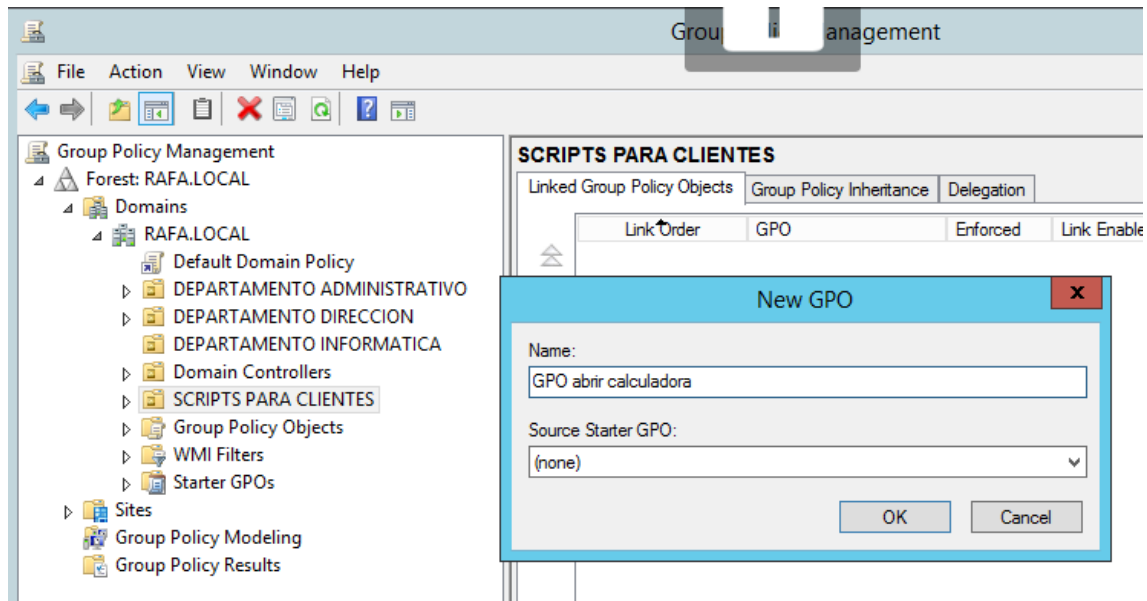 Grou
anagement
File Action View Window Help
Group Policy Management
Forest: RAFA.LOCAL
Domains
RAFA.LOCAL
Default Domain Policy
DEPARTAMENTO ADMINISTRATIVO
DEPARTAMENTO DIRECCION
DEPARTAMENTO INFORMATICA
Domain Controllers
SCRIPTS PARA CLIENTES
Group Policy Objects
WMI Filters
Starter GPOs
Sites
Group Policy Modeling
Group Policy Results
SCRIPTS PARA CLIENTES
Linked Group Policy Objects Group Policy Inheritance Delegation
Link Order GPO Enforced Link Enable
New GPO
x
Name:
GPO abrir calculadora
Source Starter GPO:
(none)
OK Cancel